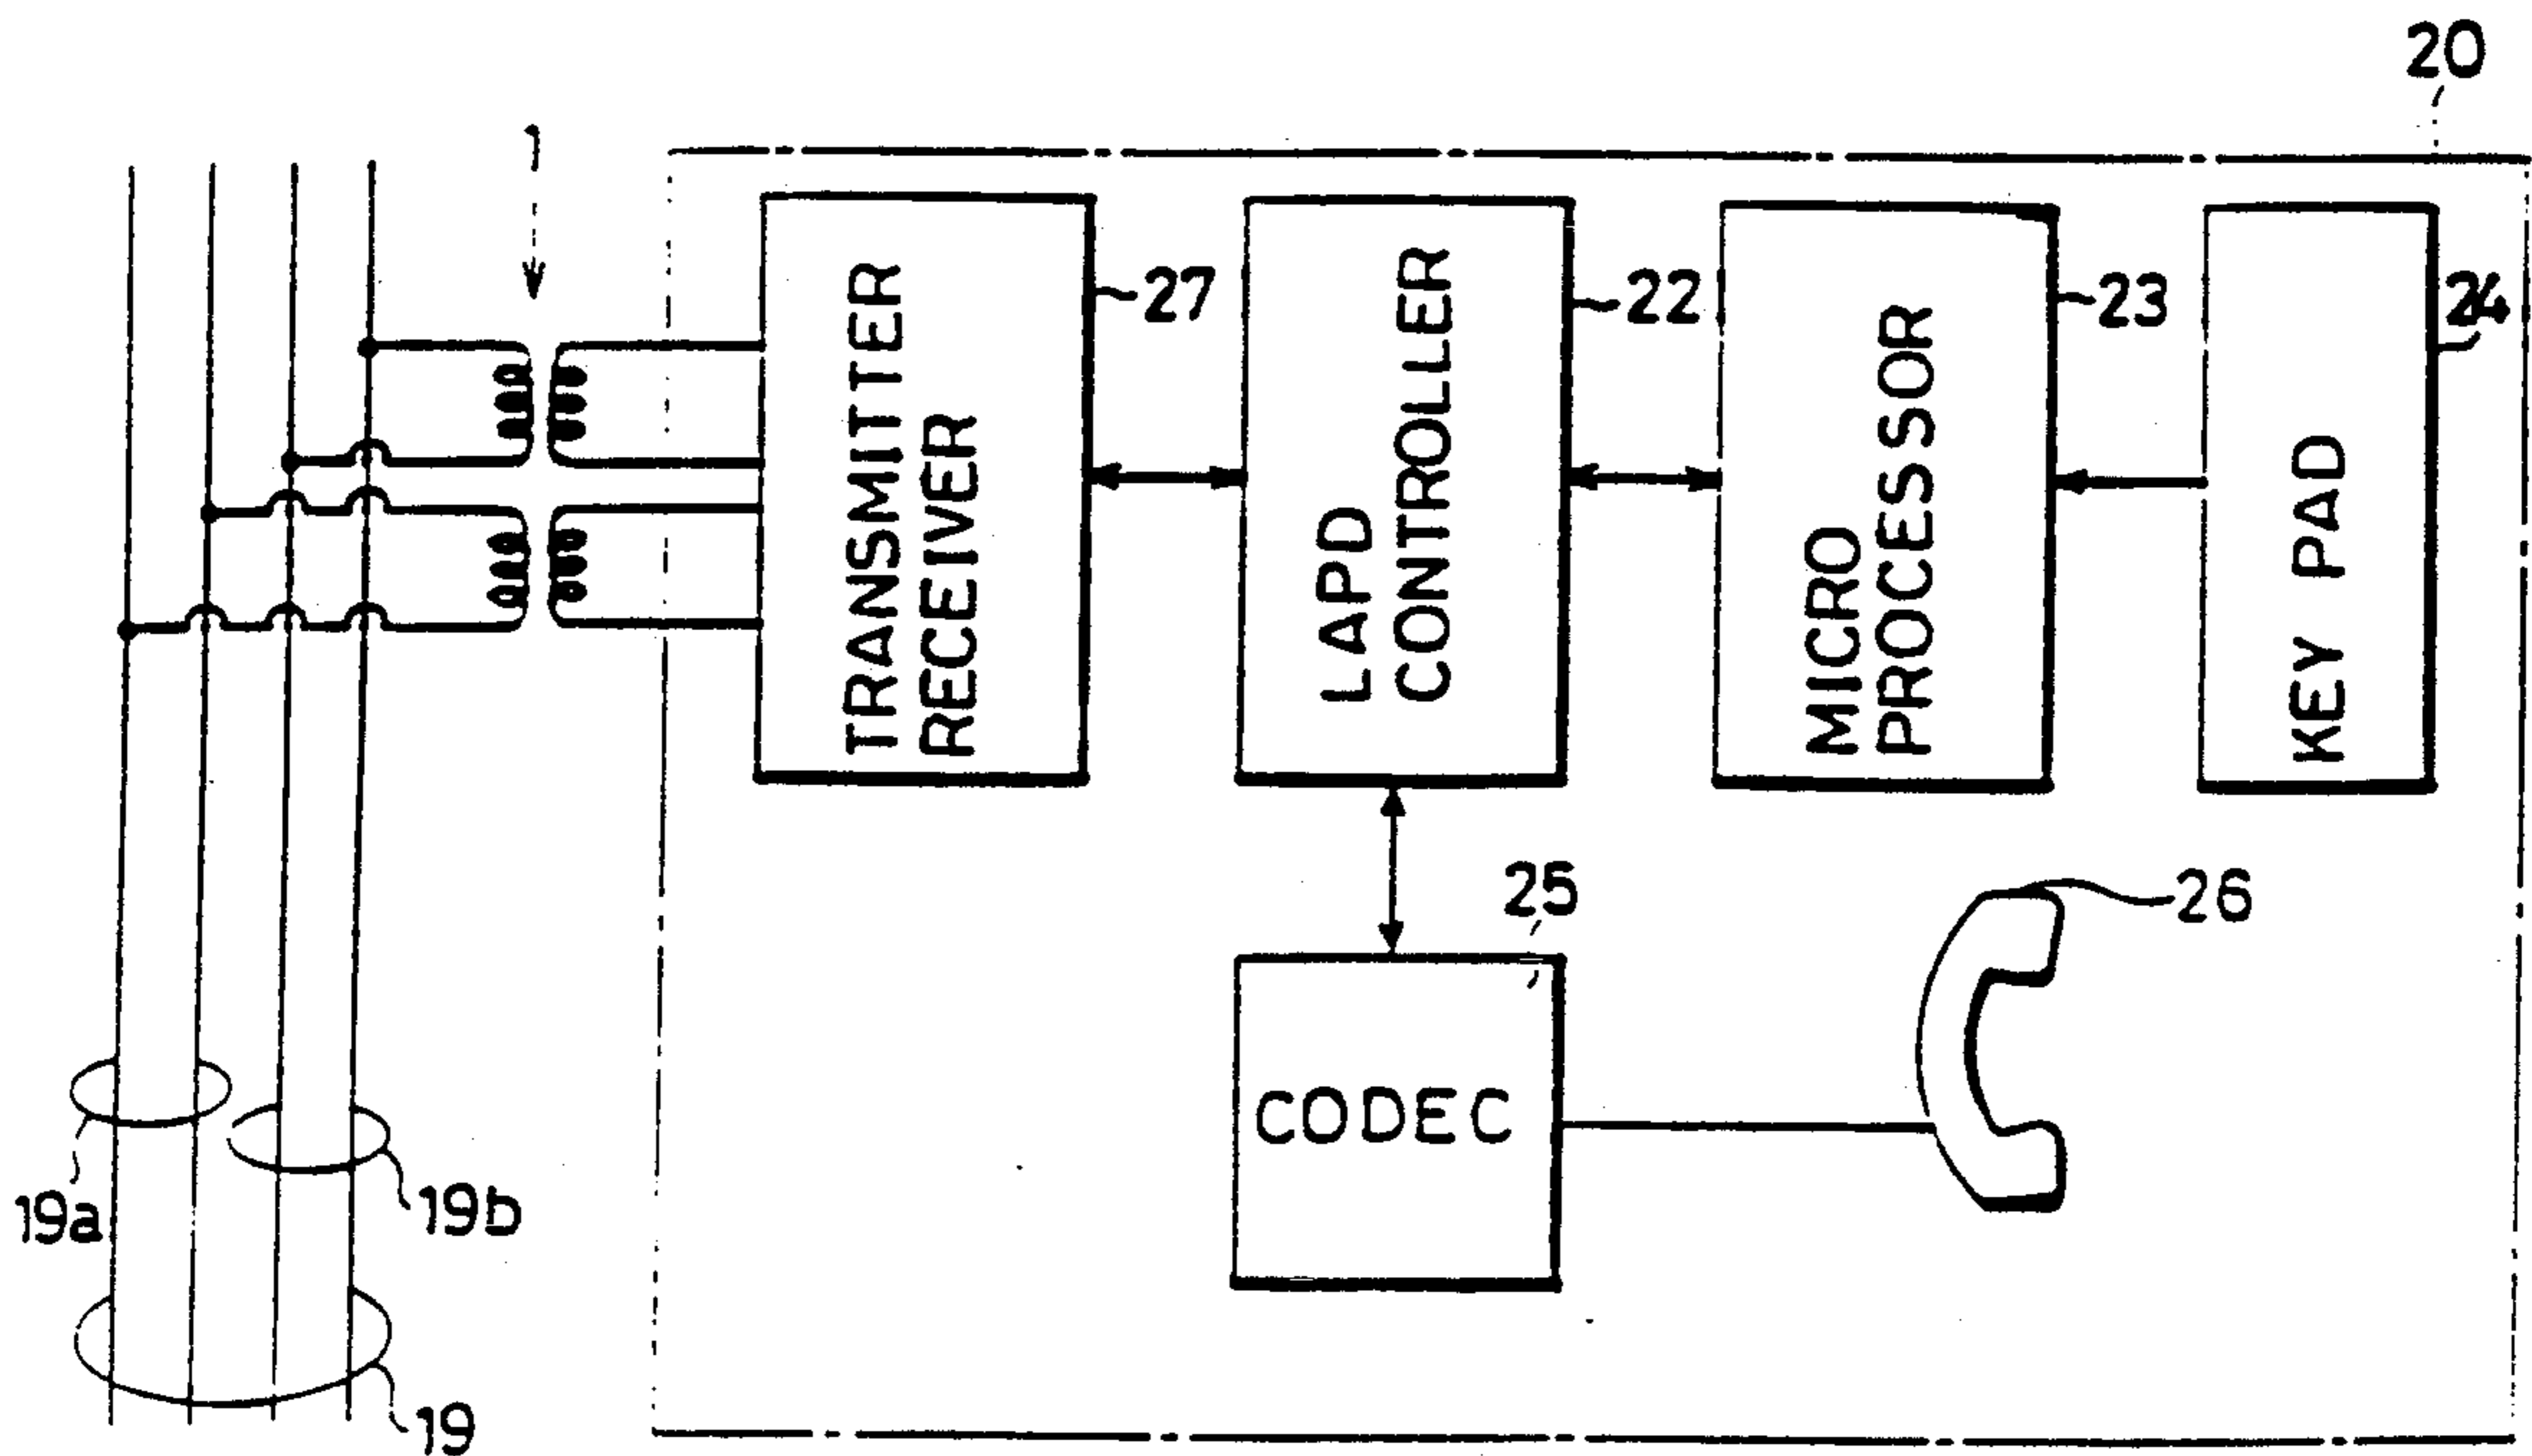 20
1
TRANSMITTER
RECEIVER
27
LAPD
CONTROLLER
22
MICRO
PROCESSOR
23
KEY PAD
24
25
CODEC
26
19a
19b
19